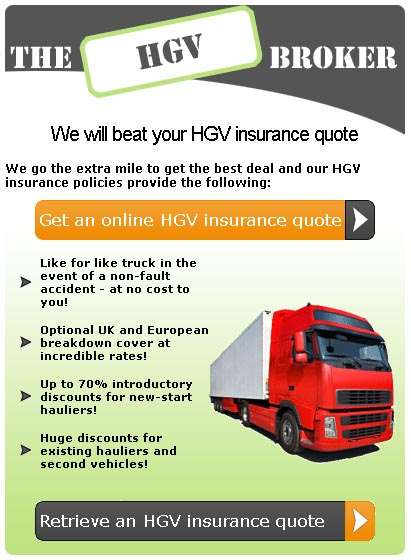 THE HGV BROKER
We will beat your HGV insurance quote
We go the extra mile to get the best deal and our HGV
insurance policies provide the following:
Get an online HGV insurance quote
Like for like truck in the
event of a non-fault
accident - at no cost to
you!
Optional UK and European
breakdown cover at
incredible rates!
Up to 70% introductory
discounts for new-start
hauliers!
Huge discounts for
existing hauliers and
second vehicles!
Retrieve an HGV insurance quote